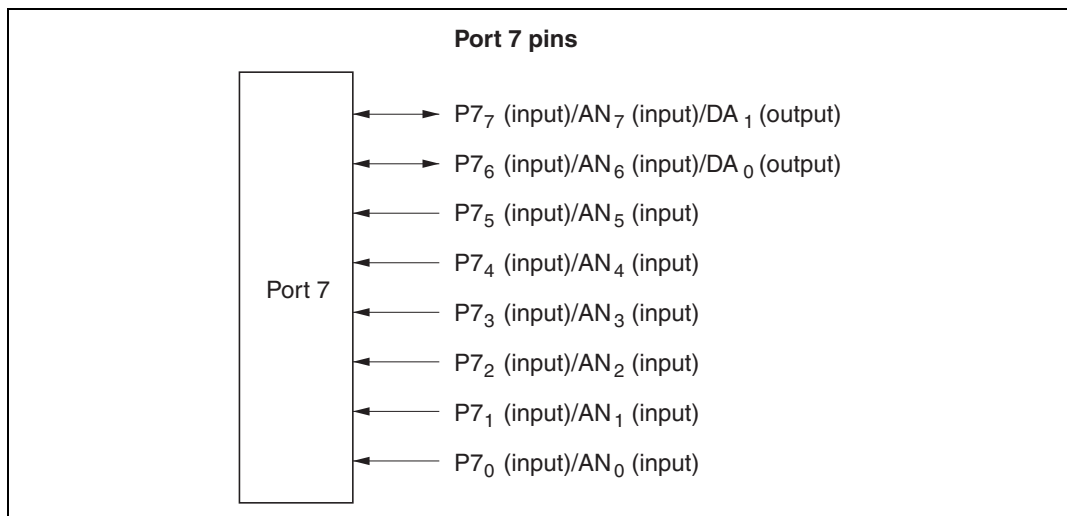 Port 7 pins
P7₇ (input)/AN₇ (input)/DA₁ (output)
P7₆ (input)/AN₆ (input)/DA₀ (output)
P7₅ (input)/AN₅ (input)
P7₄ (input)/AN₄ (input)
Port 7
P7₃ (input)/AN₃ (input)
P7₂ (input)/AN₂ (input)
P7₁ (input)/AN₁ (input)
P7₀ (input)/AN₀ (input)